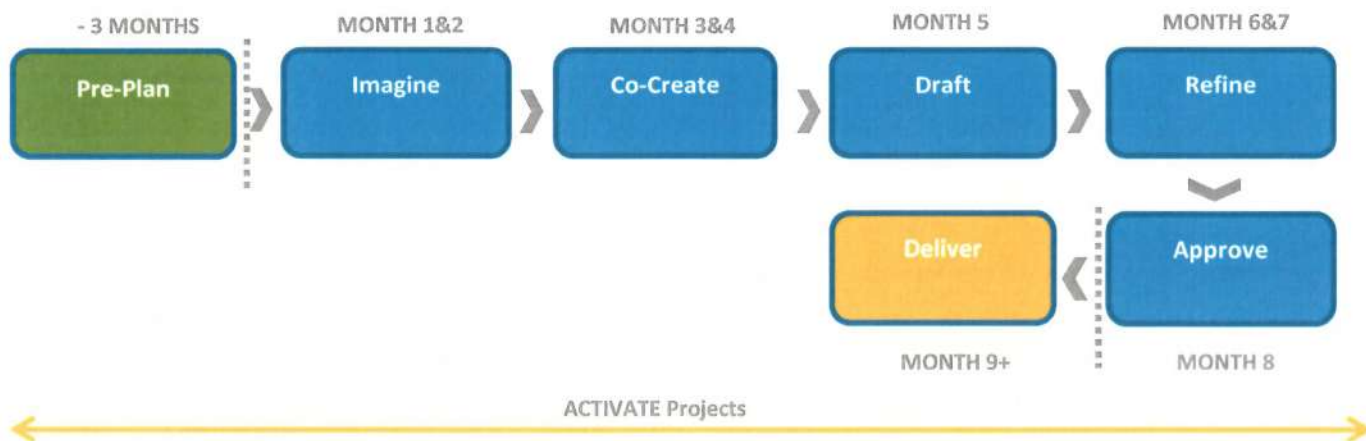 - 3 MONTHS
MONTH 1&2
MONTH 3&4
MONTH 5
MONTH 6&7
Pre-Plan
Imagine
Co-Create
Draft
Refine
Deliver
Approve
MONTH 9+
MONTH 8
ACTIVATE Projects